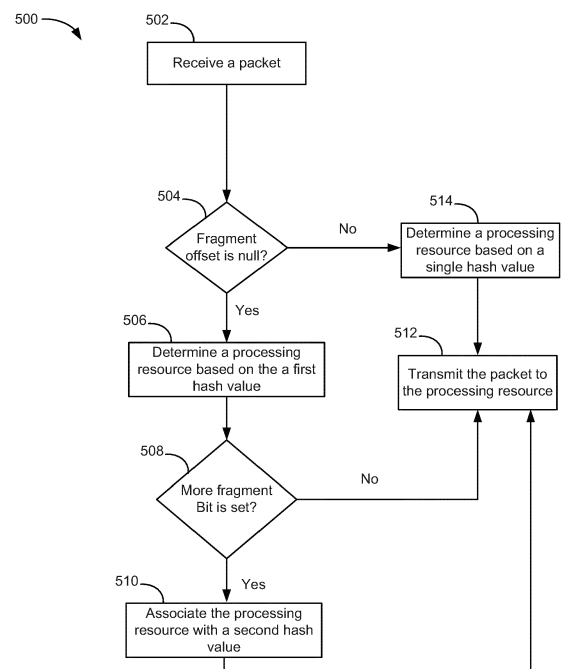 500
502
Receive a packet
504
Fragment
offset is null?
No
514
Determine a processing
resource based on a
single hash value
Yes
506
Determine a processing
resource based on the a first
hash value
512
Transmit the packet to
the processing resource
508
More fragment
Bit is set?
No
Yes
510
Associate the processing
resource with a second hash
value